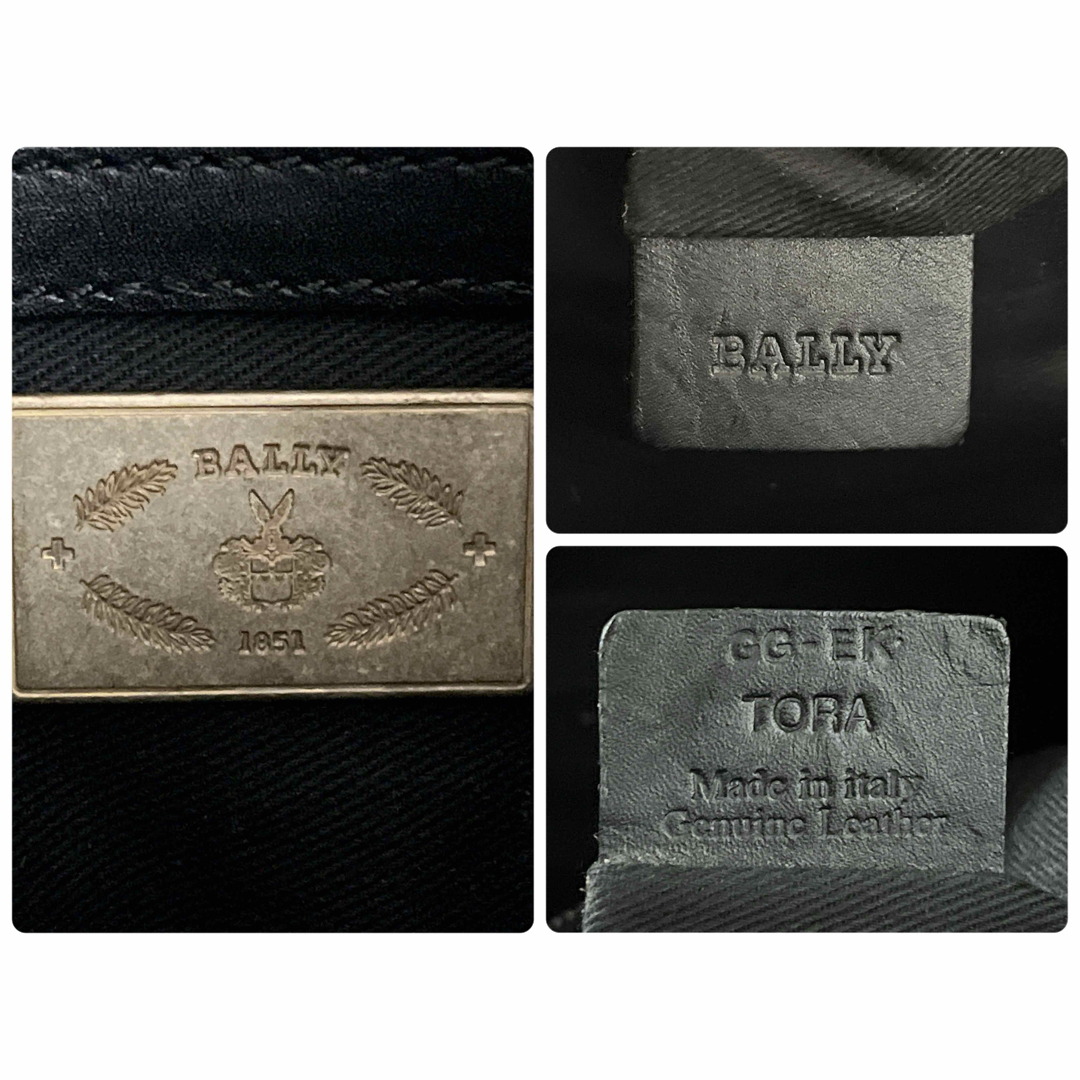 BALLY
1851
BALLY
GG-EK
TORA
Made in italy
Genuine Leather